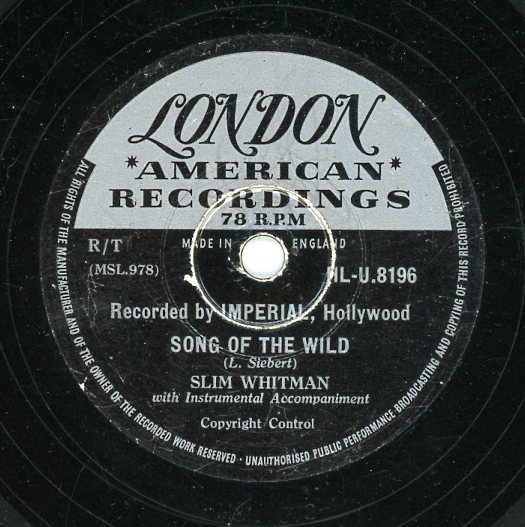 LONDON
*AMERICAN*
RECORDINGS
78 R.P.M
R/T
MADE IN ENGLAND
(MSL.978)
HL-U.8196
Recorded by IMPERIAL, Hollywood
SONG OF THE WILD
(L. Siebert)
SLIM WHITMAN
with Instrumental Accompaniment
Copyright Control
ALL RIGHTS OF THE MANUFACTURER AND OF THE OWNER OF THE RECORDED WORK RESERVED · UNAUTHORISED PUBLIC PERFORMANCE BROADCASTING AND COPYING OF THIS RECORD PROHIBITED